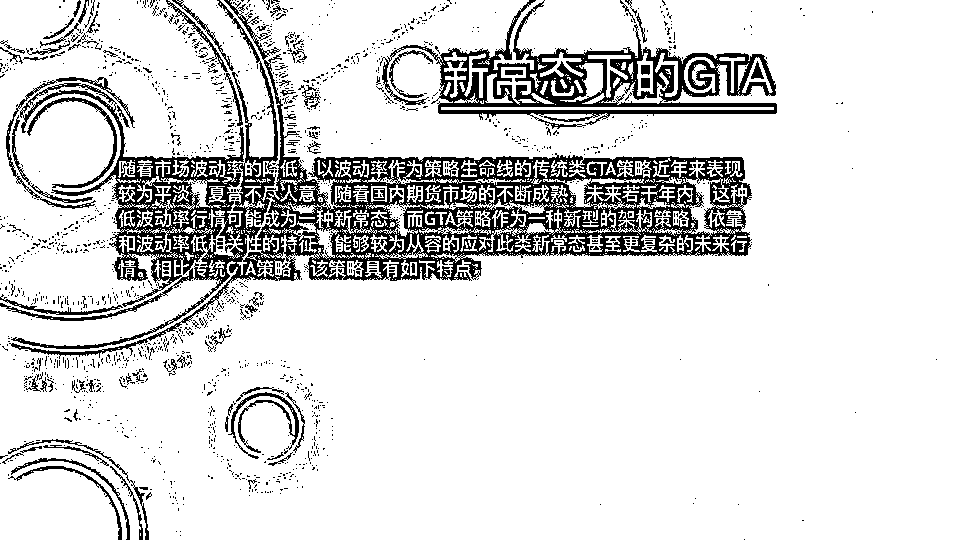 新常态下的GTA
随着市场波动率的降低，以波动率作为策略生命线的传统类CTA策略近年来表现
较为平淡，夏普不尽人意。随着国内期货市场的不断成熟，未来若干年内，这种
低波动率行情可能成为一种新常态，而GTA策略作为一种新型的架构策略，依靠
和波动率低相关性的特征，能够较为从容的应对此类新常态甚至更复杂的未来行
情。相比传统CTA策略，该策略具有如下特点：